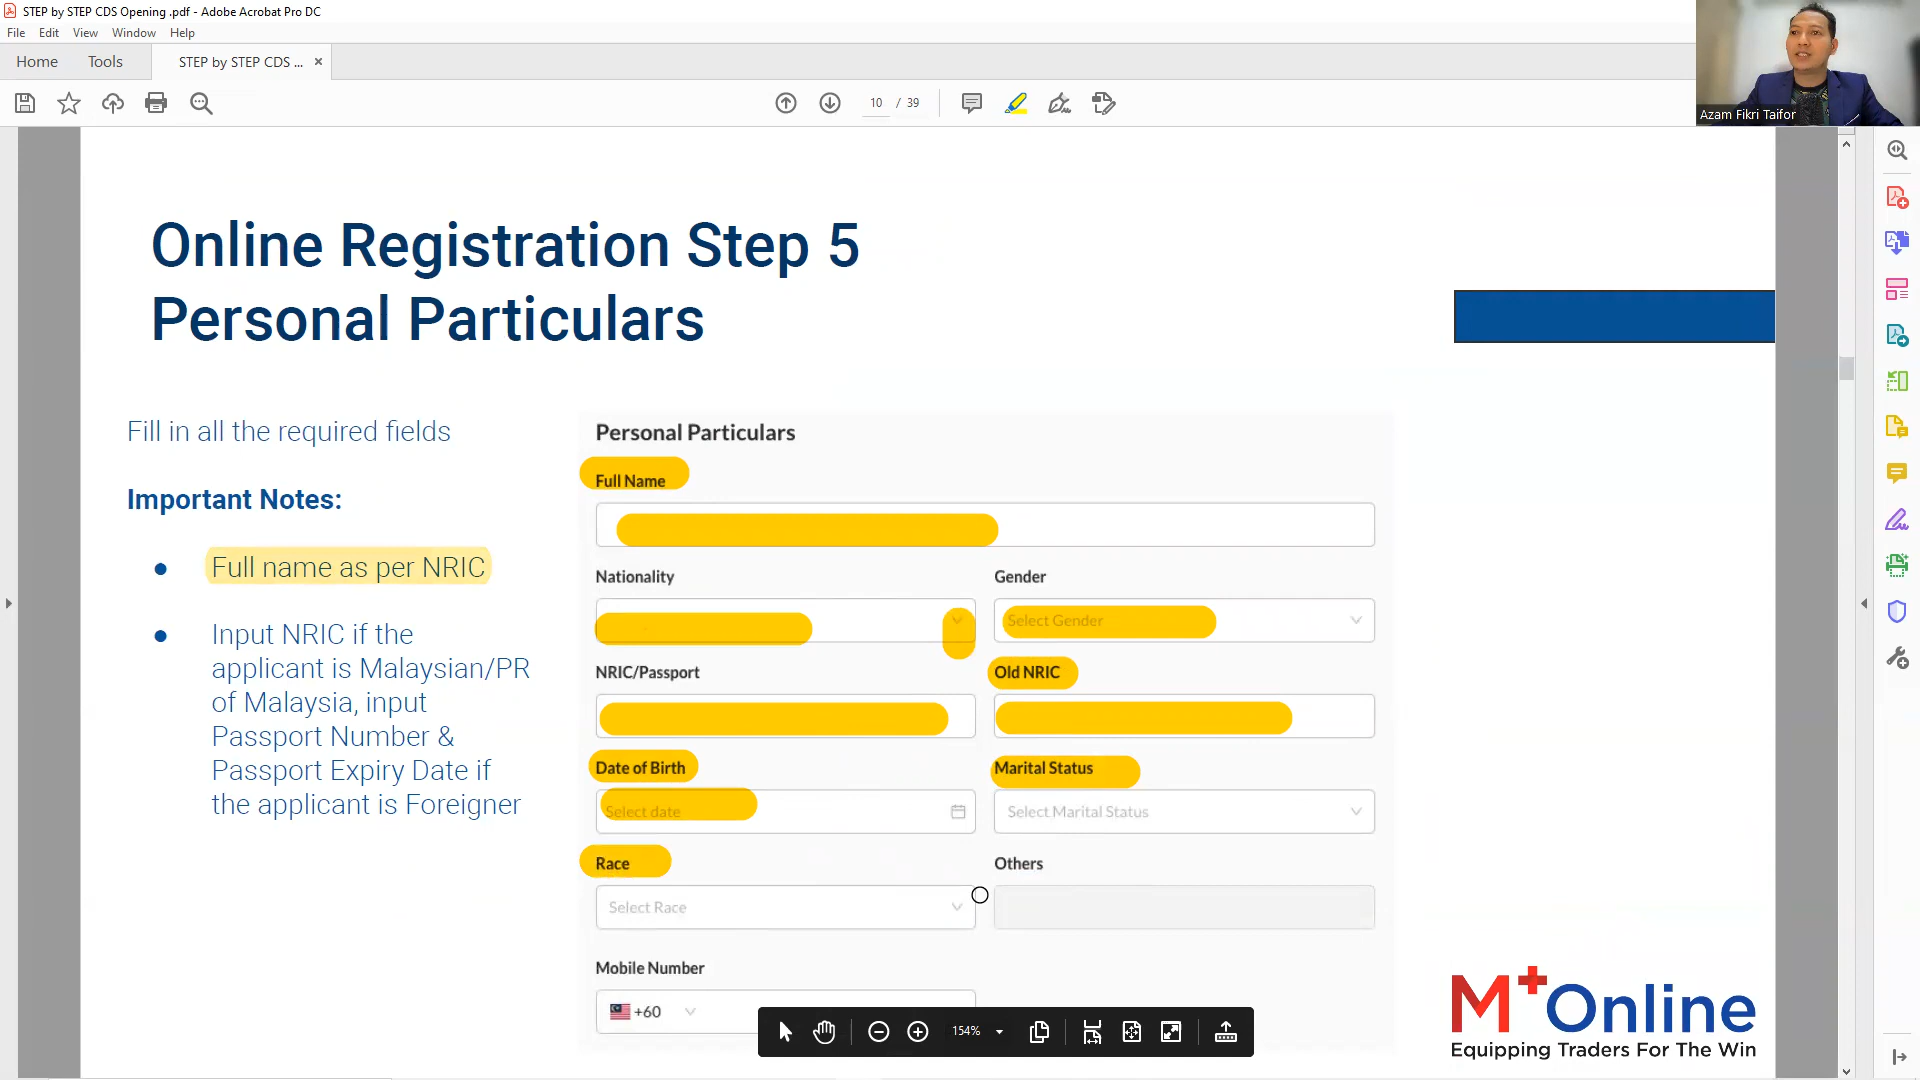 STEP by STEP CDS Opening .pdf - Adobe Acrobat Pro DC
File Edit View Window Help
Home Tools STEP by STEP CDS ... ×
10 / 39
Azam Fikri Taifor
Online Registration Step 5
Personal Particulars
Fill in all the required fields
Important Notes:
● Full name as per NRIC
● Input NRIC if the
applicant is Malaysian/PR
of Malaysia, input
Passport Number &
Passport Expiry Date if
the applicant is Foreigner
Personal Particulars
Full Name
Nationality Gender
Select Gender
NRIC/Passport Old NRIC
Date of Birth Marital Status
Select date Select Marital Status
Race Others
Select Race
Mobile Number
+60
154%
M+Online
Equipping Traders For The Win